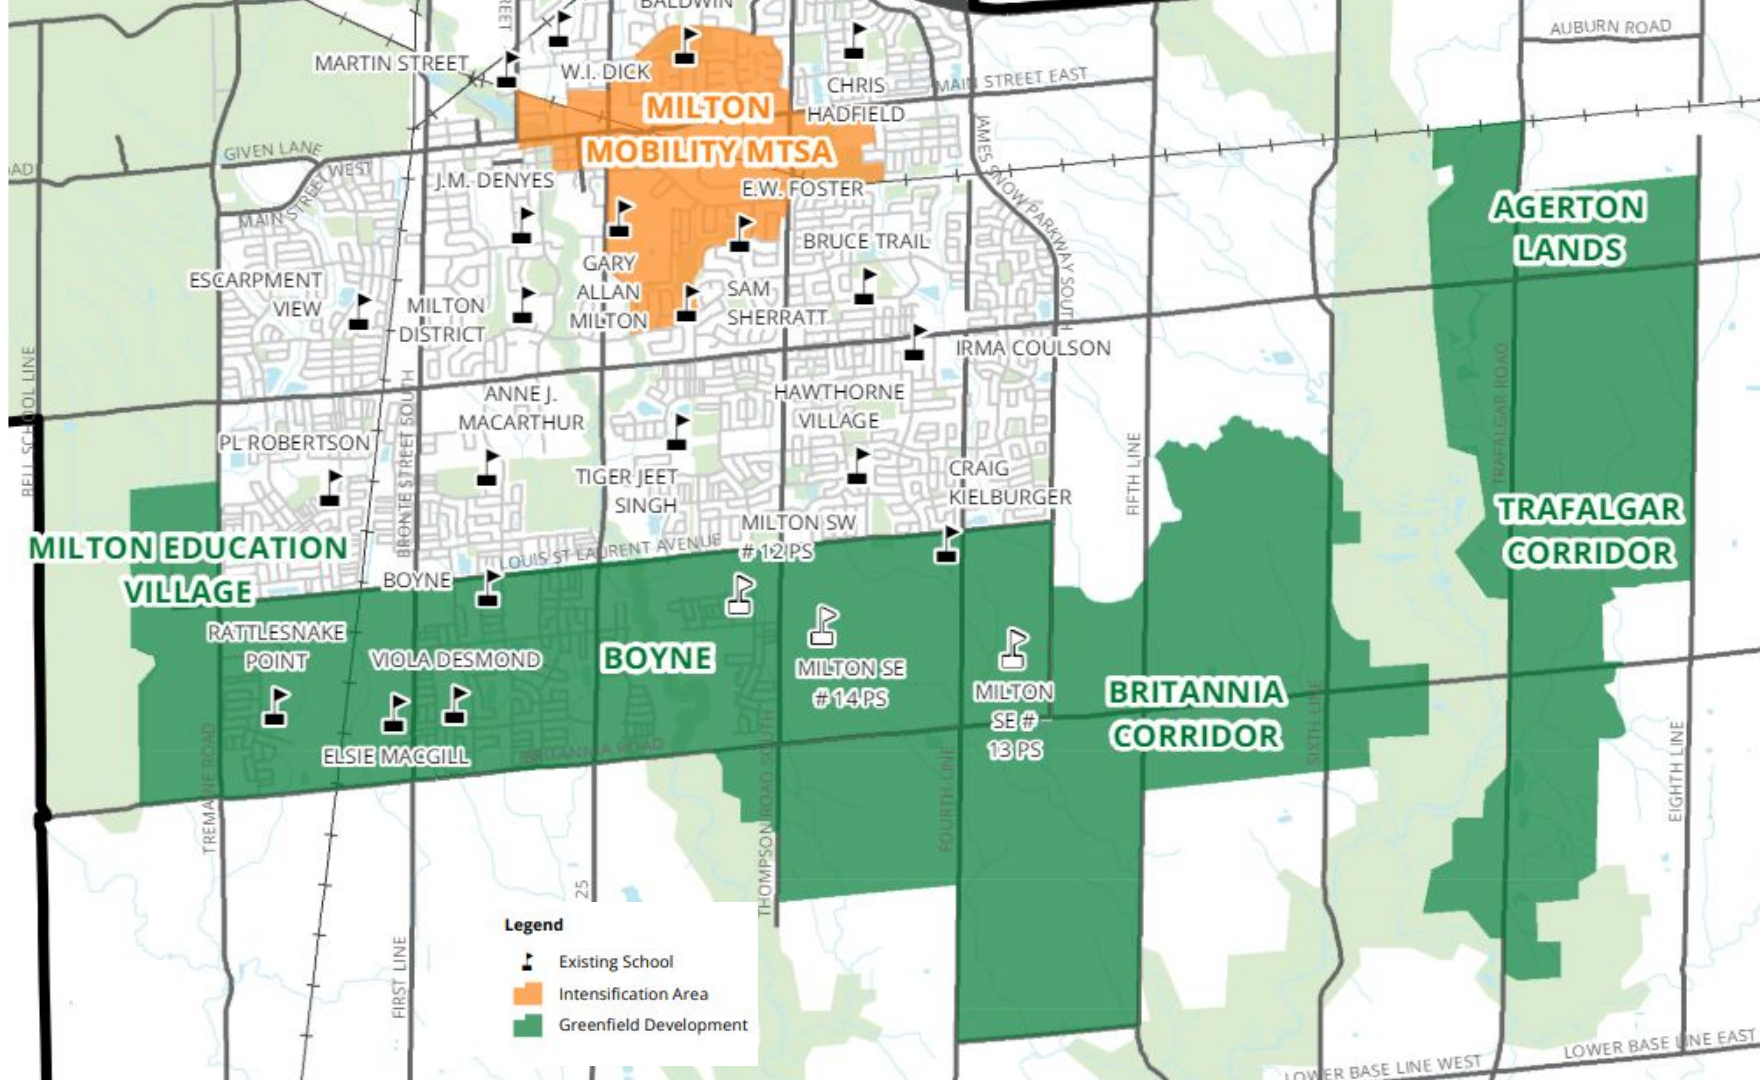 BALDWIN
REET
AUBURN ROAD
MARTIN STREET
W.I. DICK
CHRIS
HADFIELD
MAIN STREET EAST
MILTON
MOBILITY MTSA
JAMES SNOW PARKWAY SOUTH
GIVEN LANE
OAD
MAIN STREET WEST
J.M. DENYES
E.W. FOSTER
AGERTON
LANDS
BRUCE TRAIL
ESCARPMENT
VIEW
GARY
ALLAN
MILTON
MILTON
DISTRICT
SAM
SHERRATT
IRMA COULSON
BELL SCHOOL LINE
BRONTE STREET SOUTH
ANNE J.
MACARTHUR
HAWTHORNE
VILLAGE
TRAFALGAR ROAD
PL ROBERTSON
TIGER JEET
SINGH
CRAIG
KIELBURGER
FIFTH LINE
TRAFALGAR
CORRIDOR
MILTON SW
# 12 PS
LOUIS ST LAURENT AVENUE
MILTON EDUCATION
VILLAGE
BOYNE
RATTLESNAKE
POINT
VIOLA DESMOND
BOYNE
MILTON SE
# 14 PS
MILTON
SE #
13 PS
BRITANNIA
CORRIDOR
ELSIE MACGILL
BRITANNIA ROAD
TREMAINE ROAD
THOMPSON ROAD SOUTH
FOURTH LINE
SIXTH LINE
EIGHTH LINE
25
FIRST LINE
Legend
Existing School
Intensification Area
Greenfield Development
LOWER BASE LINE WEST
LOWER BASE LINE EAST